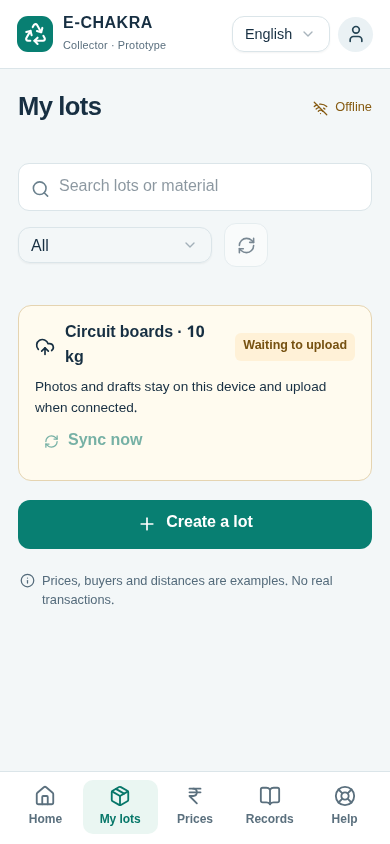 E-CHAKRA
Collector · Prototype
English
My lots
Offline
Search lots or material
All
Circuit boards · 10
kg
Waiting to upload
Photos and drafts stay on this device and upload
when connected.
Sync now
Create a lot
Prices, buyers and distances are examples. No real
transactions.
Home
My lots
Prices
Records
Help